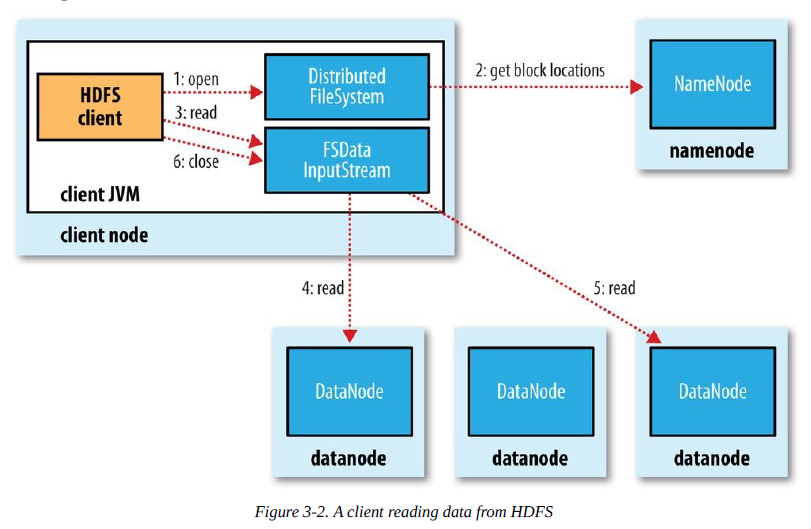 HDFS
client
1: open
3: read
6: close
Distributed
FileSystem
FSData
InputStream
client JVM
client node
2: get block locations
NameNode
namenode
4: read
5: read
DataNode
datanode
DataNode
datanode
DataNode
datanode
Figure 3-2. A client reading data from HDFS